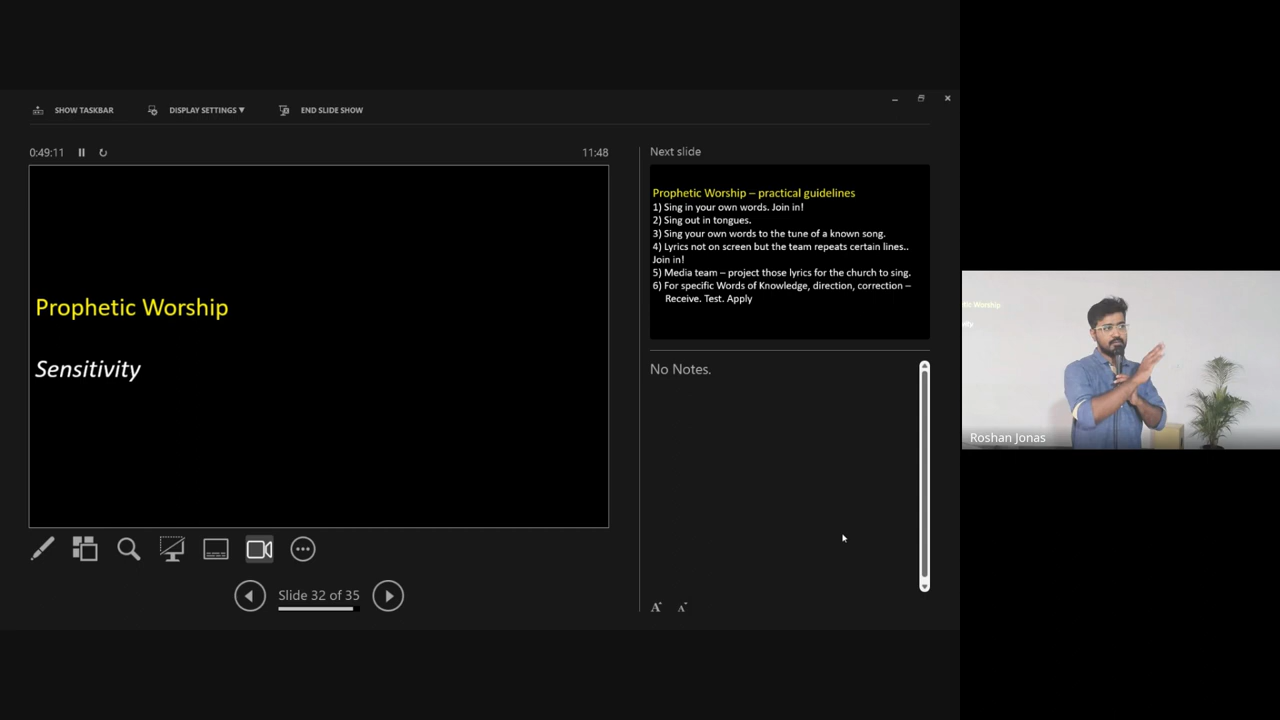 SHOW TASKBAR
DISPLAY SETTINGS ▼
END SLIDE SHOW
0:49:11
11:48
Next slide
Prophetic Worship
Sensitivity
Prophetic Worship – practical guidelines
1) Sing in your own words. Join in!
2) Sing out in tongues.
3) Sing your own words to the tune of a known song.
4) Lyrics not on screen but the team repeats certain lines..
Join in!
5) Media team – project those lyrics for the church to sing.
6) For specific Words of Knowledge, direction, correction –
Receive. Test. Apply
No Notes.
Slide 32 of 35
A A
tic Worship
Roshan Jonas